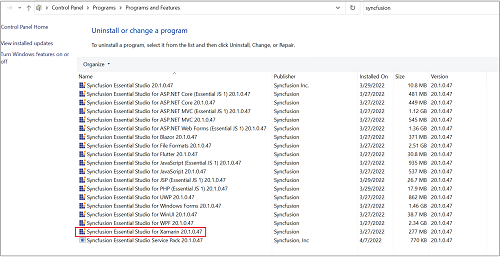 Control Panel > Programs > Programs and Features
syncfusion
Control Panel Home
View installed updates
Turn Windows features on or off
Uninstall or change a program
To uninstall a program, select it from the list and then click Uninstall, Change, or Repair.
Organize
Name Publisher Installed On Size Version
Syncfusion Essential Studio 20.1.0.47 Syncfusion Inc. 3/29/2022 10.8 MB 20.1.0.47
Syncfusion Essential Studio for ASP.NET Core (Essential JS 1) 20.1.0.47 Syncfusion 3/27/2022 481 MB 20.1.0.47
Syncfusion Essential Studio for ASP.NET Core 20.1.0.47 Syncfusion 3/27/2022 449 MB 20.1.0.47
Syncfusion Essential Studio for ASP.NET MVC (Essential JS 1) 20.1.0.47 Syncfusion 3/27/2022 1.12 GB 20.1.0.47
Syncfusion Essential Studio for ASP.NET MVC 20.1.0.47 Syncfusion 3/27/2022 545 MB 20.1.0.47
Syncfusion Essential Studio for ASP.NET Web Forms (Essential JS 1) 20.1.0.47 Syncfusion 3/27/2022 1.36 GB 20.1.0.47
Syncfusion Essential Studio for Blazor 20.1.0.47 Syncfusion 3/27/2022 371 MB 20.1.0.47
Syncfusion Essential Studio for File Formats 20.1.0.47 Syncfusion 3/27/2022 2.51 GB 20.1.0.47
Syncfusion Essential Studio for Flutter 20.1.0.47 Syncfusion 3/27/2022 30.8 MB 20.1.0.47
Syncfusion Essential Studio for JavaScript (Essential JS 1) 20.1.0.47 Syncfusion 3/27/2022 935 MB 20.1.0.47
Syncfusion Essential Studio for JavaScript 20.1.0.47 Syncfusion 3/27/2022 537 MB 20.1.0.47
Syncfusion Essential Studio for JSP (Essential JS 1) 20.1.0.47 Syncfusion 3/29/2022 26.7 MB 20.1.0.47
Syncfusion Essential Studio for PHP (Essential JS 1) 20.1.0.47 Syncfusion 3/29/2022 17.9 MB 20.1.0.47
Syncfusion Essential Studio for UWP 20.1.0.47 Syncfusion 3/27/2022 862 MB 20.1.0.47
Syncfusion Essential Studio for Windows Forms 20.1.0.47 Syncfusion 3/27/2022 1.46 GB 20.1.0.47
Syncfusion Essential Studio for WinUI 20.1.0.47 Syncfusion 3/27/2022 38.7 MB 20.1.0.47
Syncfusion Essential Studio for WPF 20.1.0.47 Syncfusion 3/27/2022 2.34 GB 20.1.0.47
Syncfusion Essential Studio for Xamarin 20.1.0.47 Syncfusion 3/27/2022 277 MB 20.1.0.47
Syncfusion Essential Studio Service Pack 20.1.0.47 Syncfusion, Inc 4/7/2022 770 KB 20.1.0.47